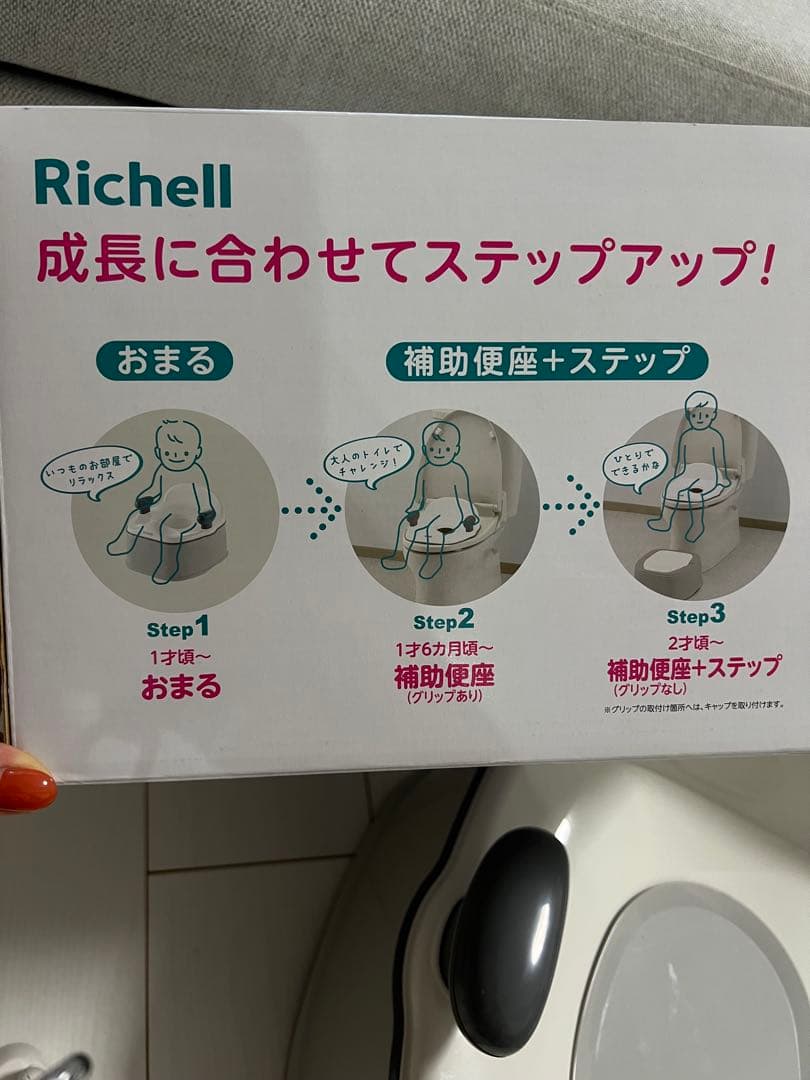 Richell
成長に合わせてステップアップ!
おまる
補助便座+ステップ
いつものお部屋で
リラックス
大人のトイレで
チャレンジ!
ひとりで
できるかな
Step1
1才頃〜
おまる
Step2
1才6カ月頃〜
補助便座
(グリップあり)
Step3
2才頃〜
補助便座+ステップ
(グリップなし)
※グリップの取付け箇所へは、キャップを取り付けます。